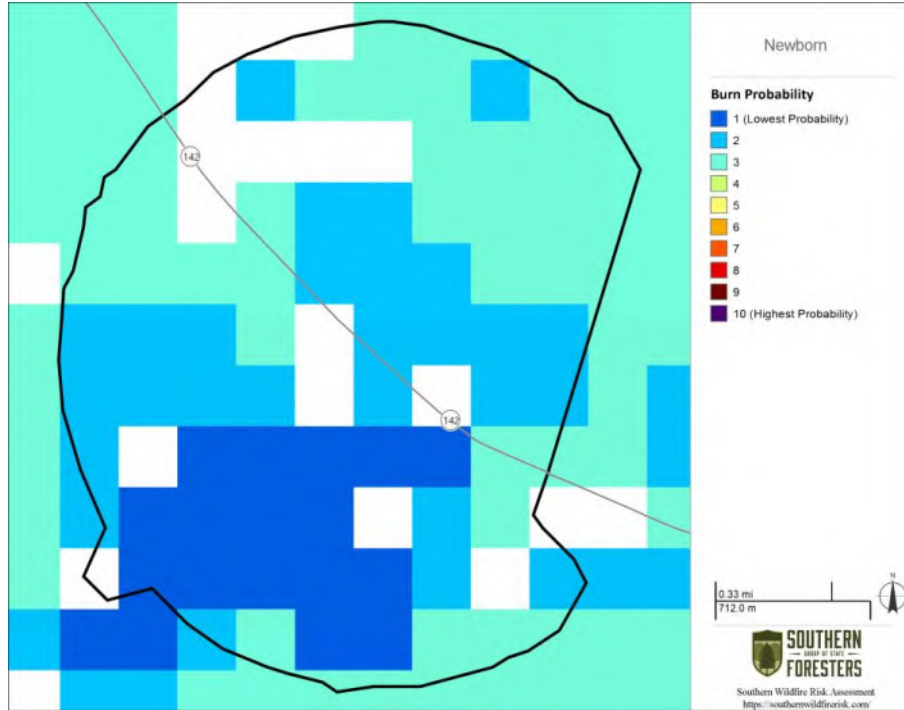 Newborn
Burn Probability
1 (Lowest Probability)
2
3
4
5
6
7
8
9
10 (Highest Probability)
142
142
0.33 mi
712.0 m
N
SOUTHERN
GROUP OF STATE
FORESTERS
Southern Wildfire Risk Assessment
https://southernwildfirerisk.com/